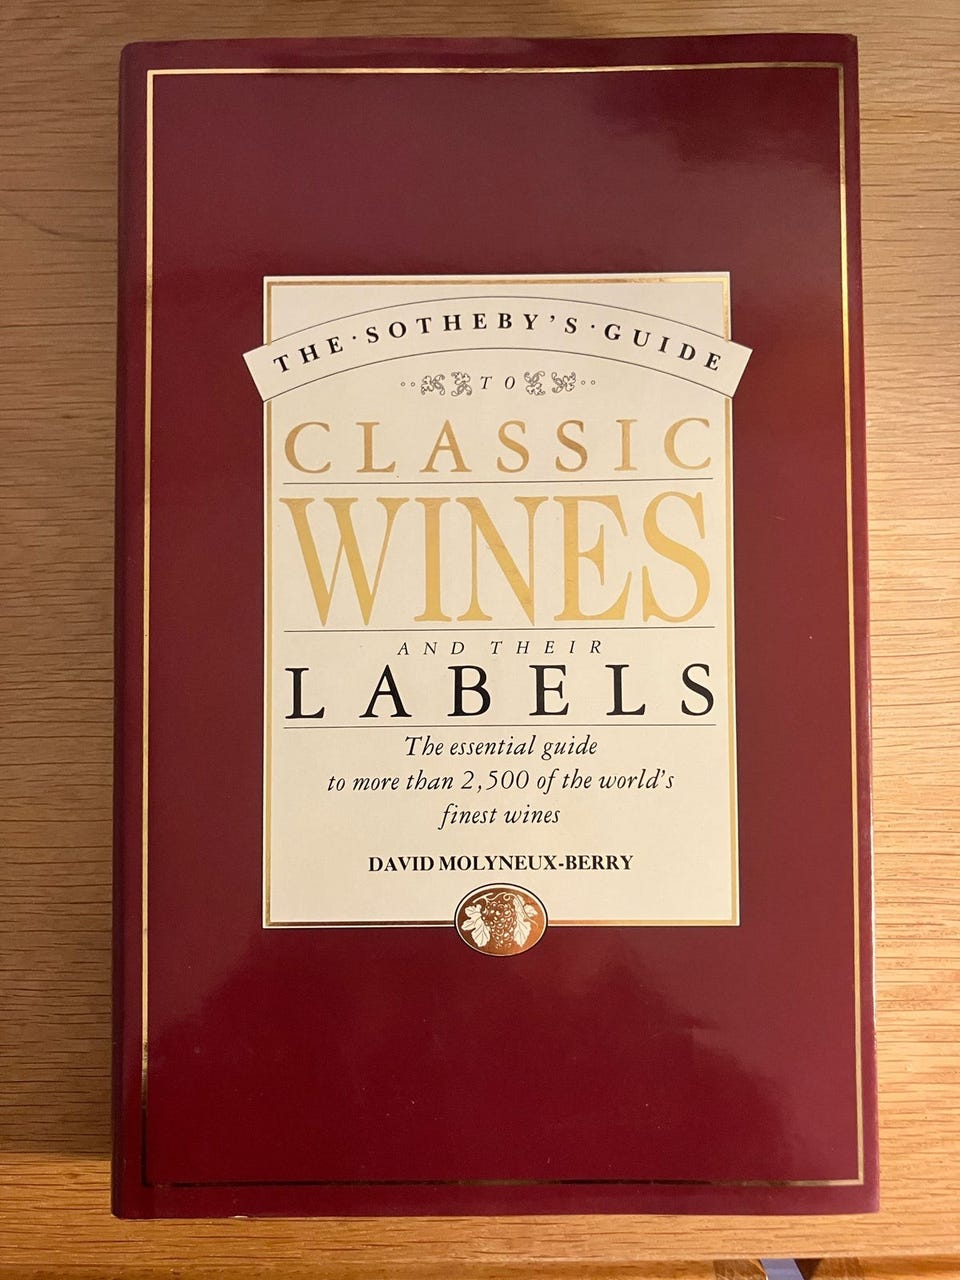 THE·SOTHEBY'S·GUIDE
TO
CLASSIC
WINES
AND THEIR
LABELS
The essential guide
to more than 2,500 of the world's
finest wines
DAVID MOLYNEUX-BERRY